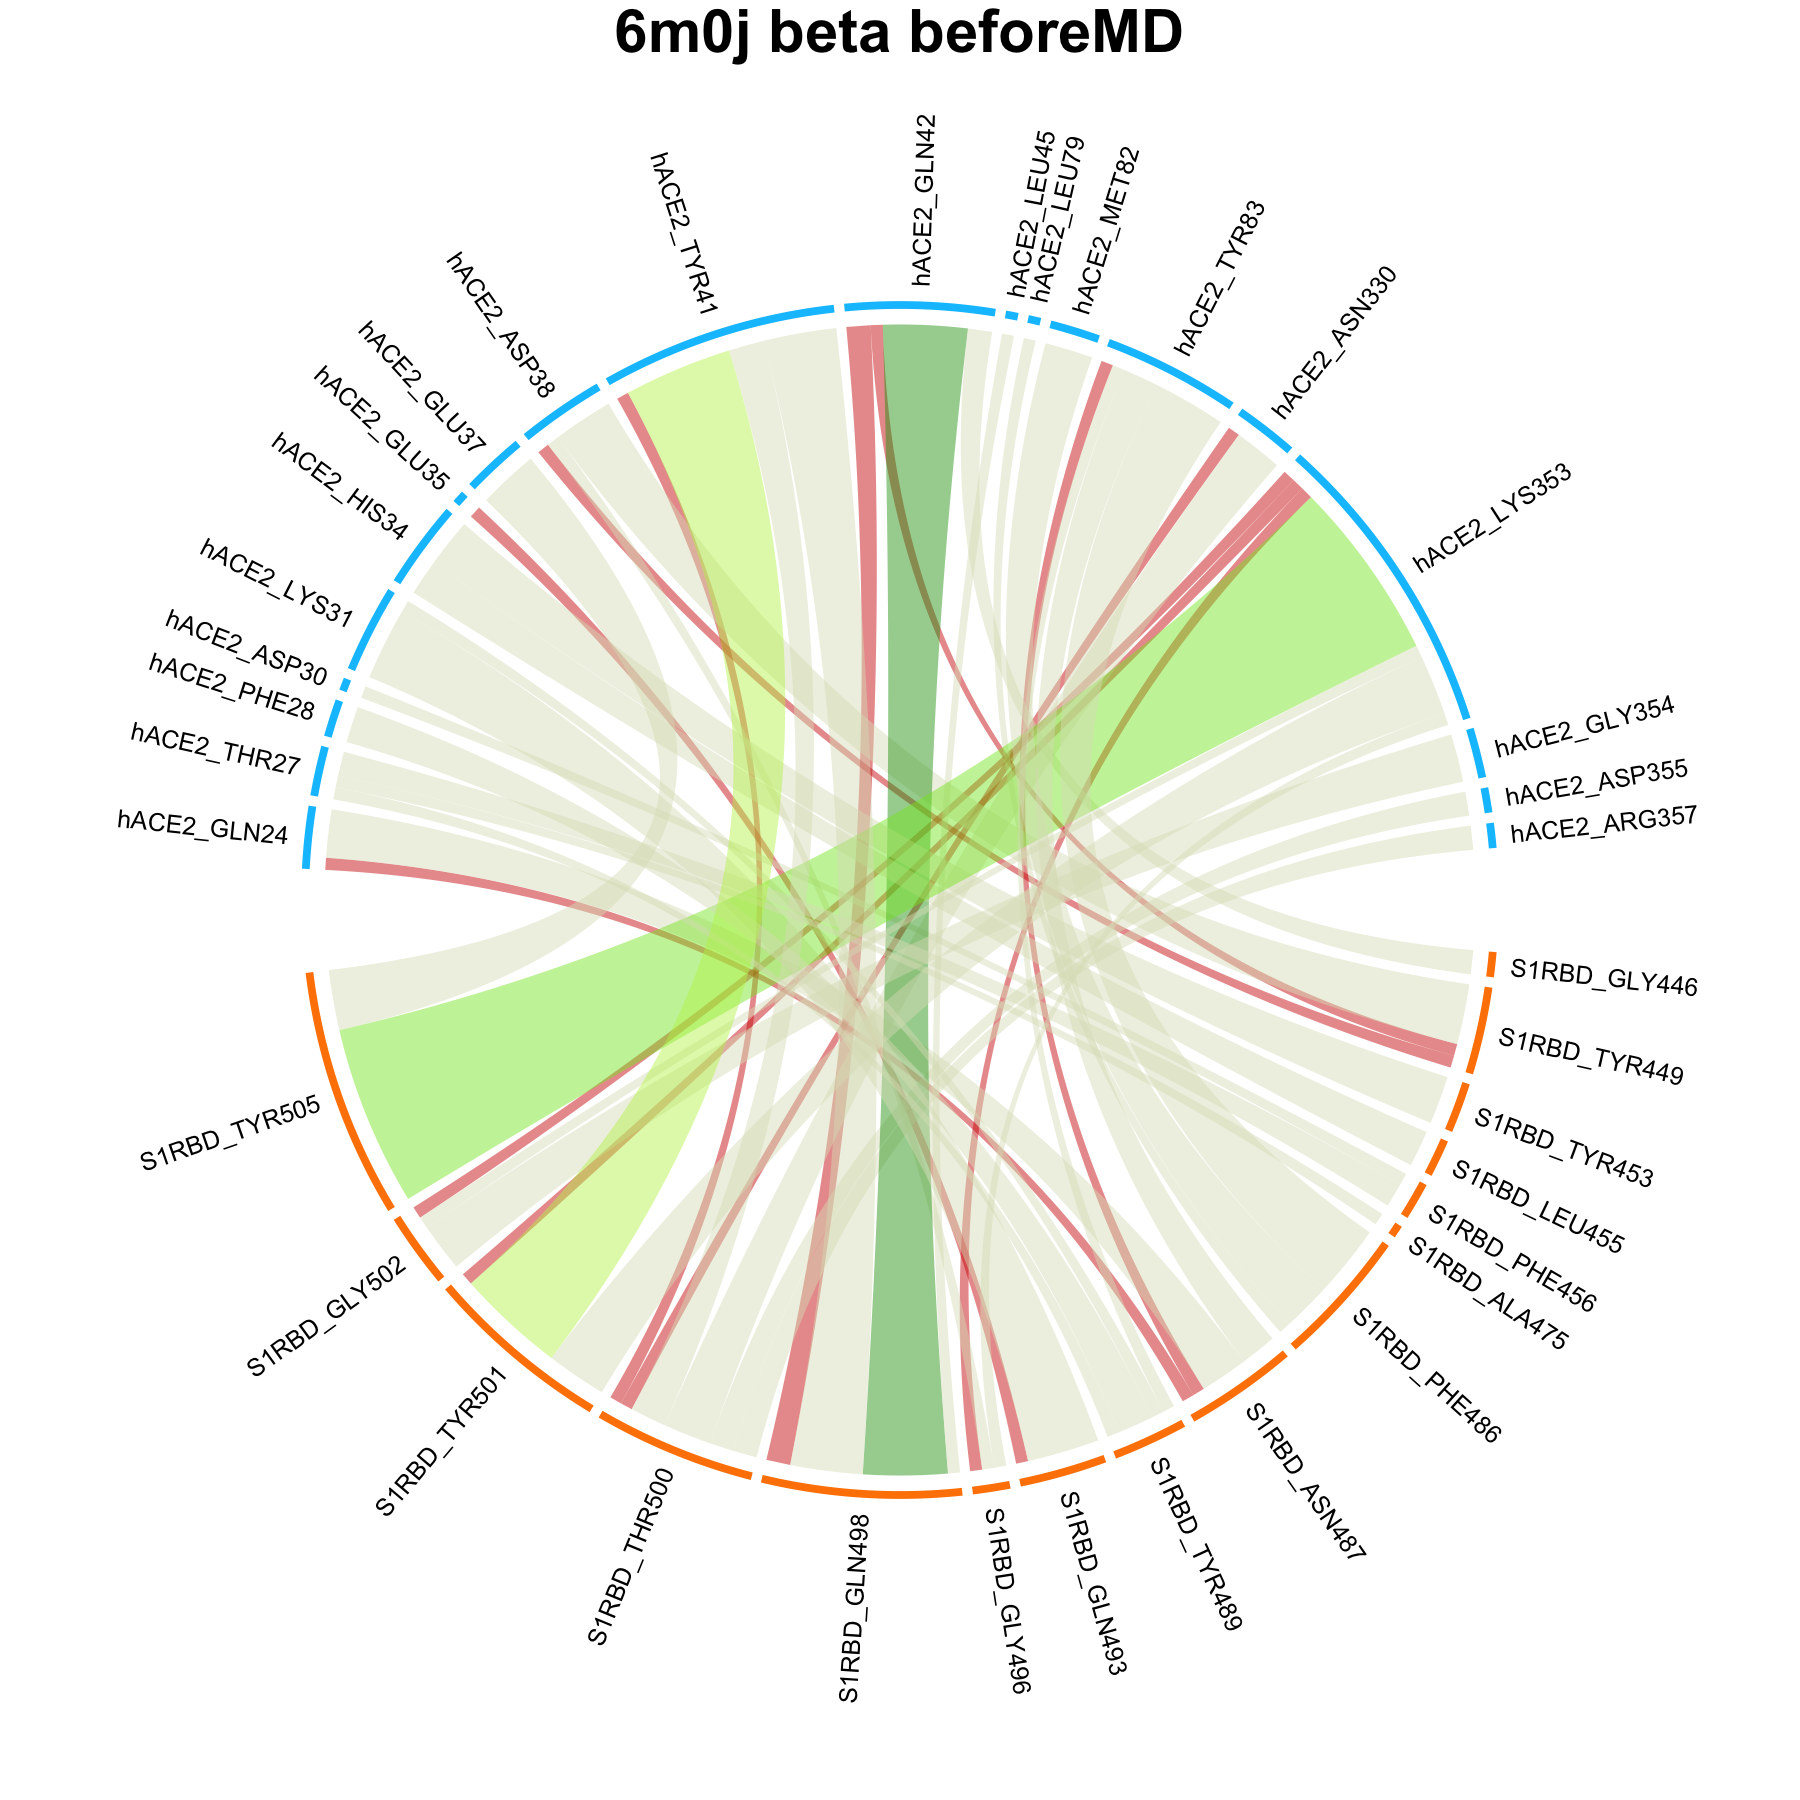 6m0j beta beforeMD
hACE2_GLN24
hACE2_THR27
hACE2_PHE28
hACE2_ASP30
hACE2_LYS31
hACE2_HIS34
hACE2_GLU35
hACE2_GLU37
hACE2_ASP38
hACE2_TYR41
hACE2_GLN42
hACE2_LEU45
hACE2_LEU79
hACE2_MET82
hACE2_TYR83
hACE2_ASN330
hACE2_LYS353
hACE2_GLY354
hACE2_ASP355
hACE2_ARG357
S1RBD_GLY446
S1RBD_TYR449
S1RBD_TYR453
S1RBD_LEU455
S1RBD_PHE456
S1RBD_ALA475
S1RBD_PHE486
S1RBD_ASN487
S1RBD_TYR489
S1RBD_GLN493
S1RBD_GLY496
S1RBD_GLN498
S1RBD_THR500
S1RBD_TYR501
S1RBD_GLY502
S1RBD_TYR505